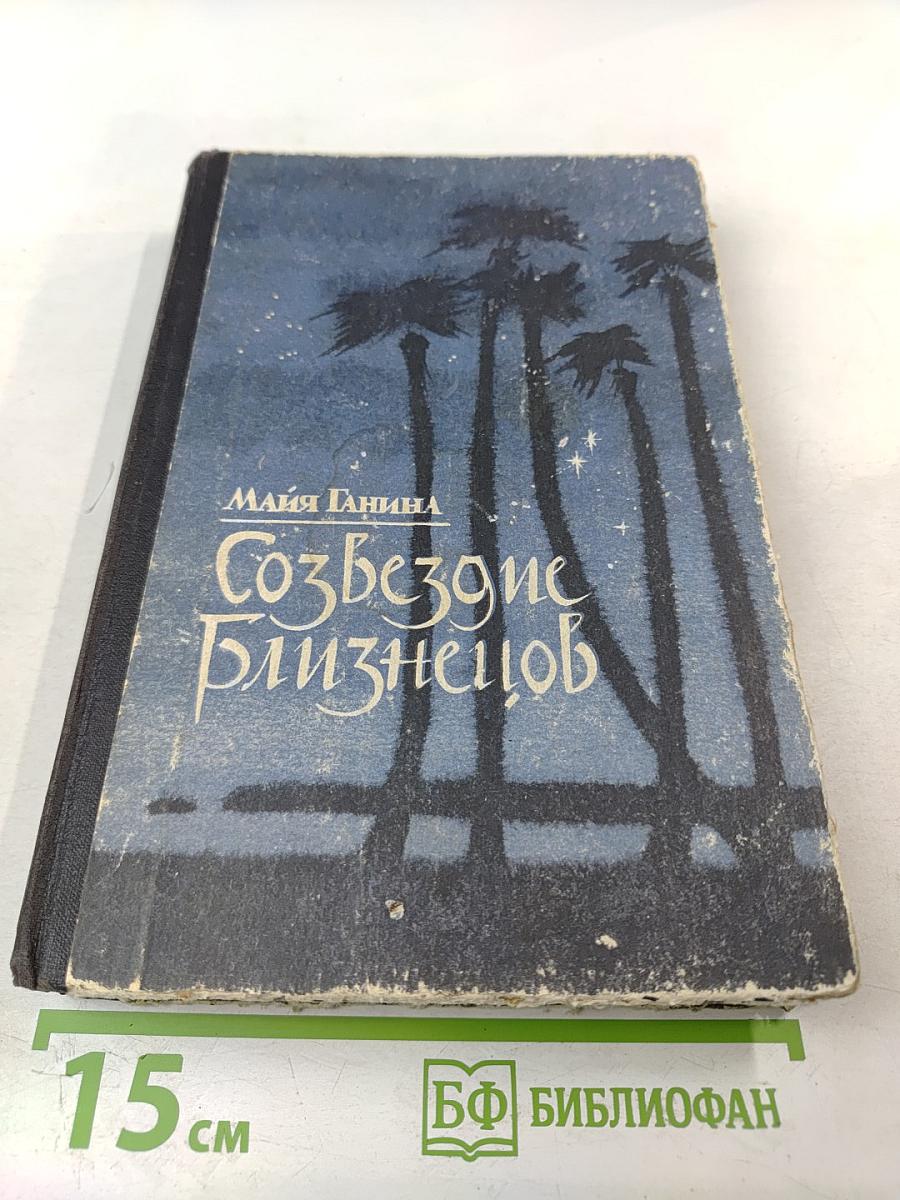 Майя Ганина
Созвездие
Близнецов
15 см
БФ БИБЛИОФАН